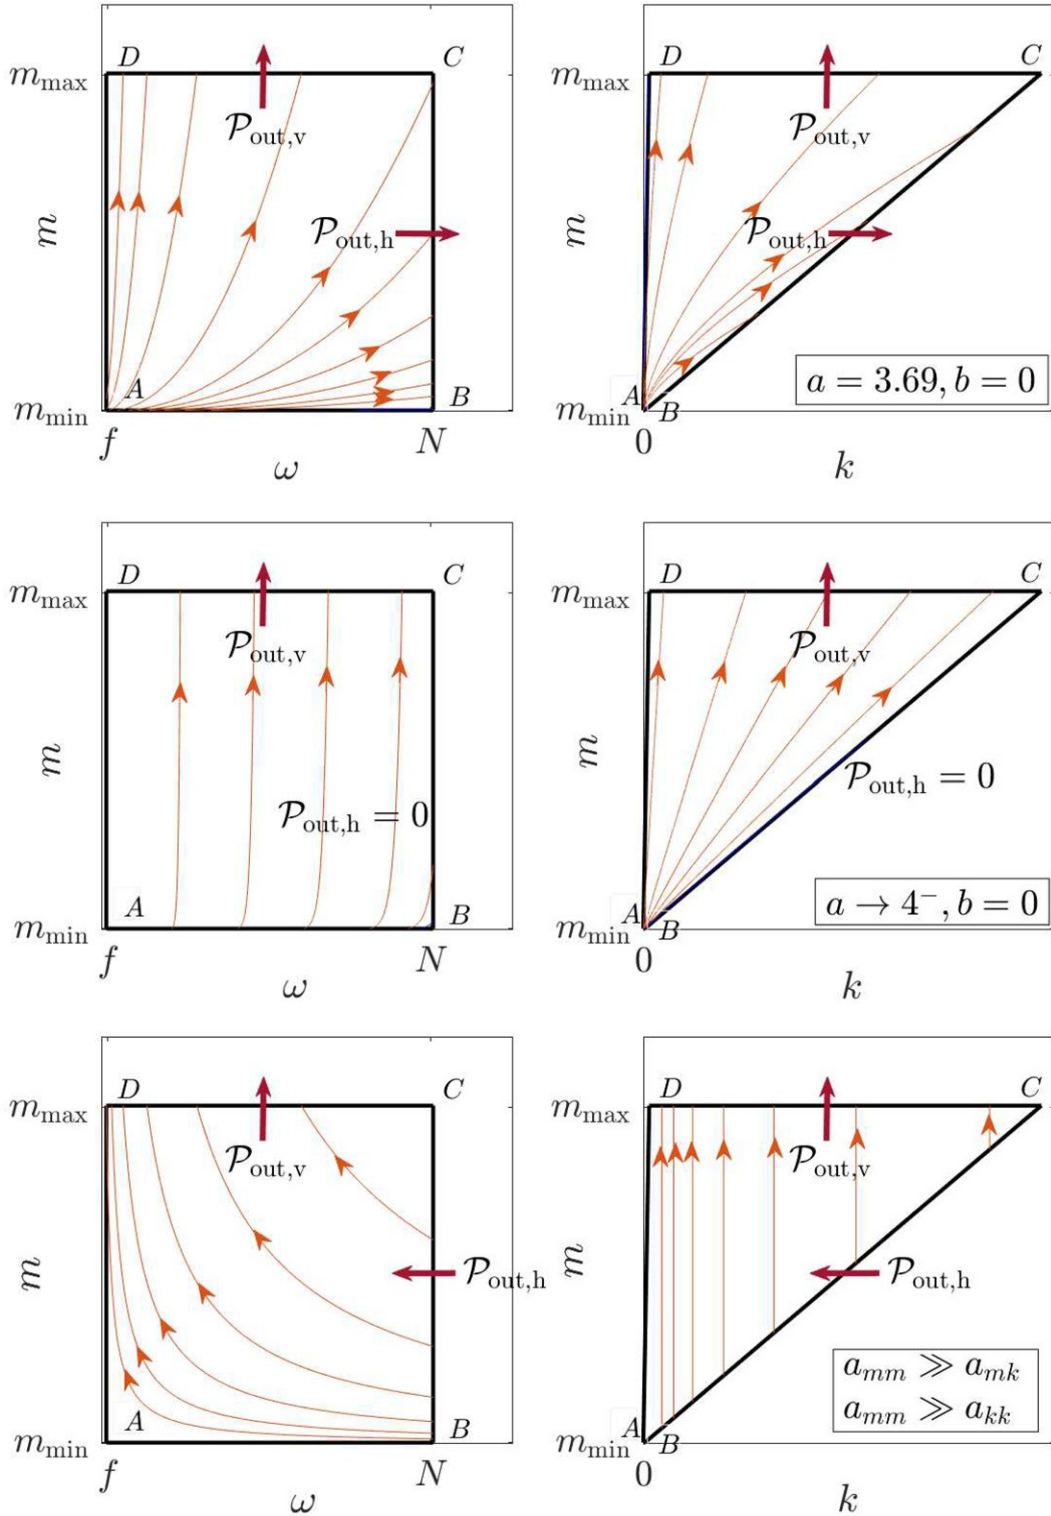 D C
m_max
𝒫_out,v
m
𝒫_out,h
A B
m_min
f N
ω
D C
m_max
𝒫_out,v
m
𝒫_out,h
a = 3.69, b = 0
A
m_min B
0
k
D C
m_max
𝒫_out,v
m
𝒫_out,h = 0
A B
m_min
f N
ω
D C
m_max
𝒫_out,v
m
𝒫_out,h = 0
a → 4⁻, b = 0
A
m_min B
0
k
D C
m_max
𝒫_out,v
m
𝒫_out,h
A B
m_min
f N
ω
D C
m_max
𝒫_out,v
m
𝒫_out,h
a_mm ≫ a_mk
a_mm ≫ a_kk
A
m_min B
0
k